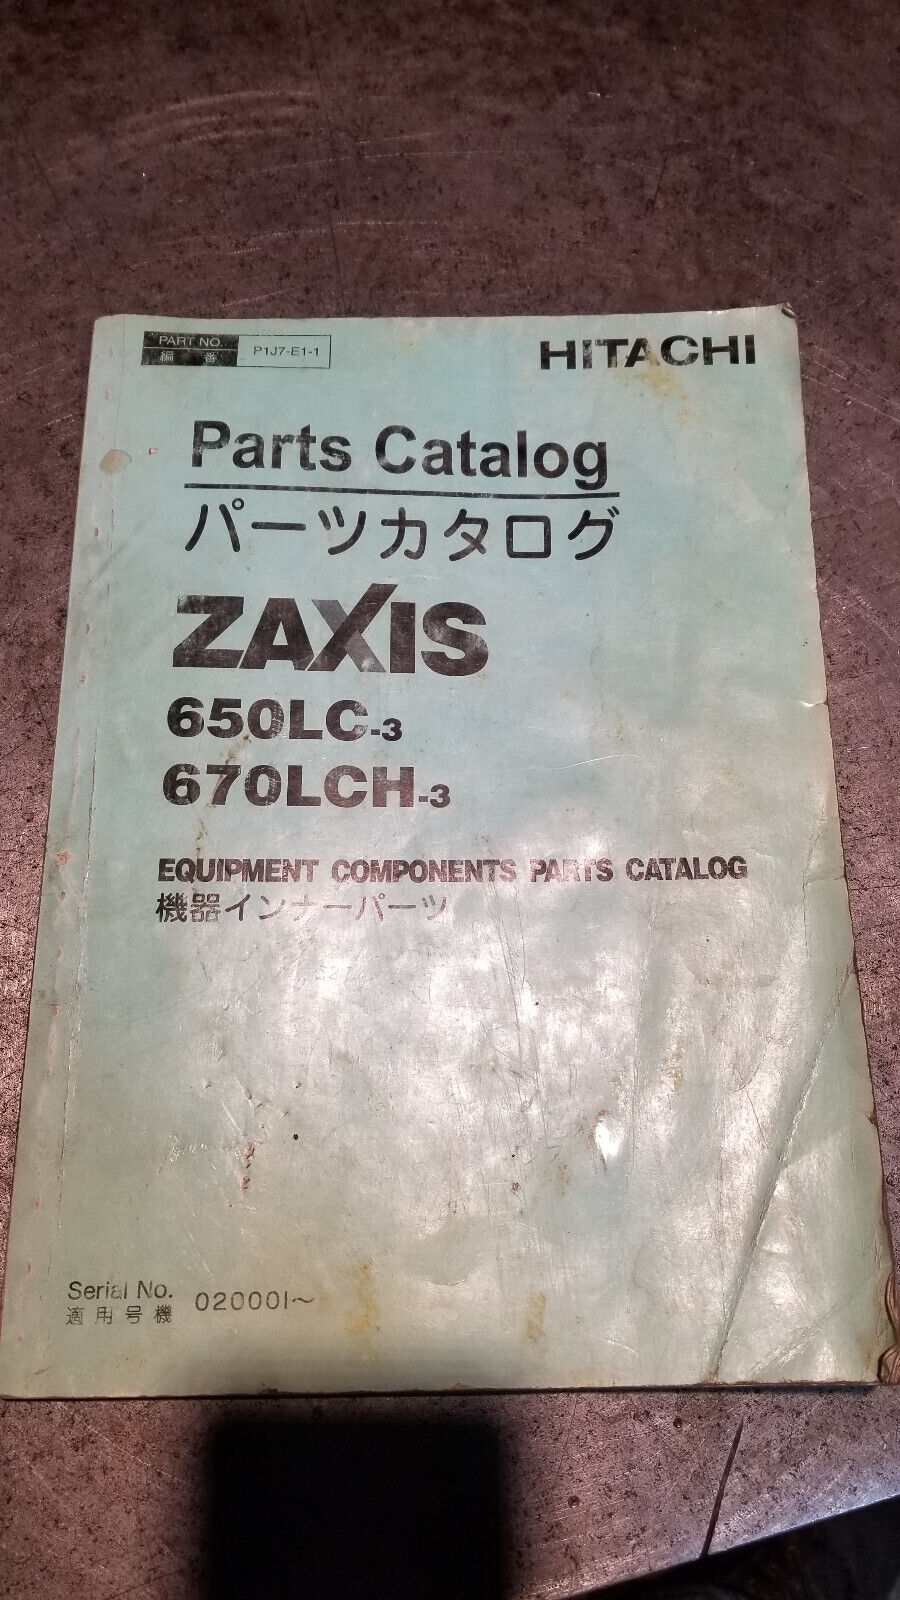 PART NO.
編 番
P1J7-E1-1
HITACHI
Parts Catalog
パーツカタログ
ZAXIS
650LC-3
670LCH-3
EQUIPMENT COMPONENTS PARTS CATALOG
機器インナーパーツ
Serial No.
適用号機
020001~